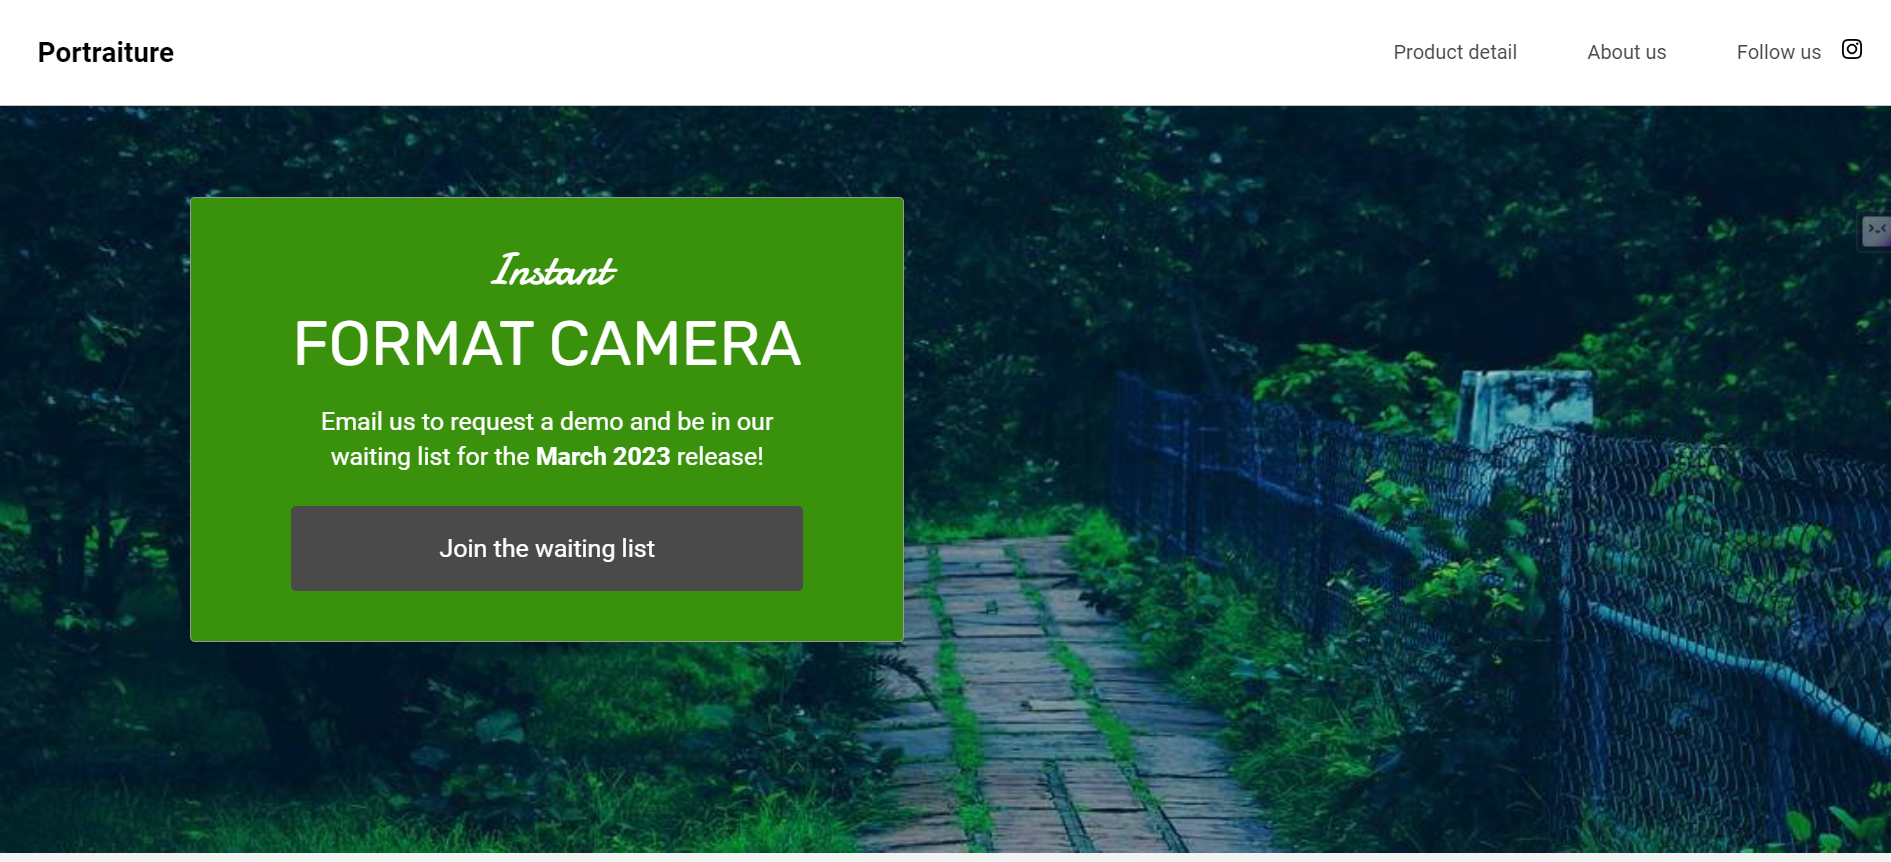 Portraiture
Product detail
About us
Follow us
Instant
FORMAT CAMERA
Email us to request a demo and be in our
waiting list for the March 2023 release!
Join the waiting list